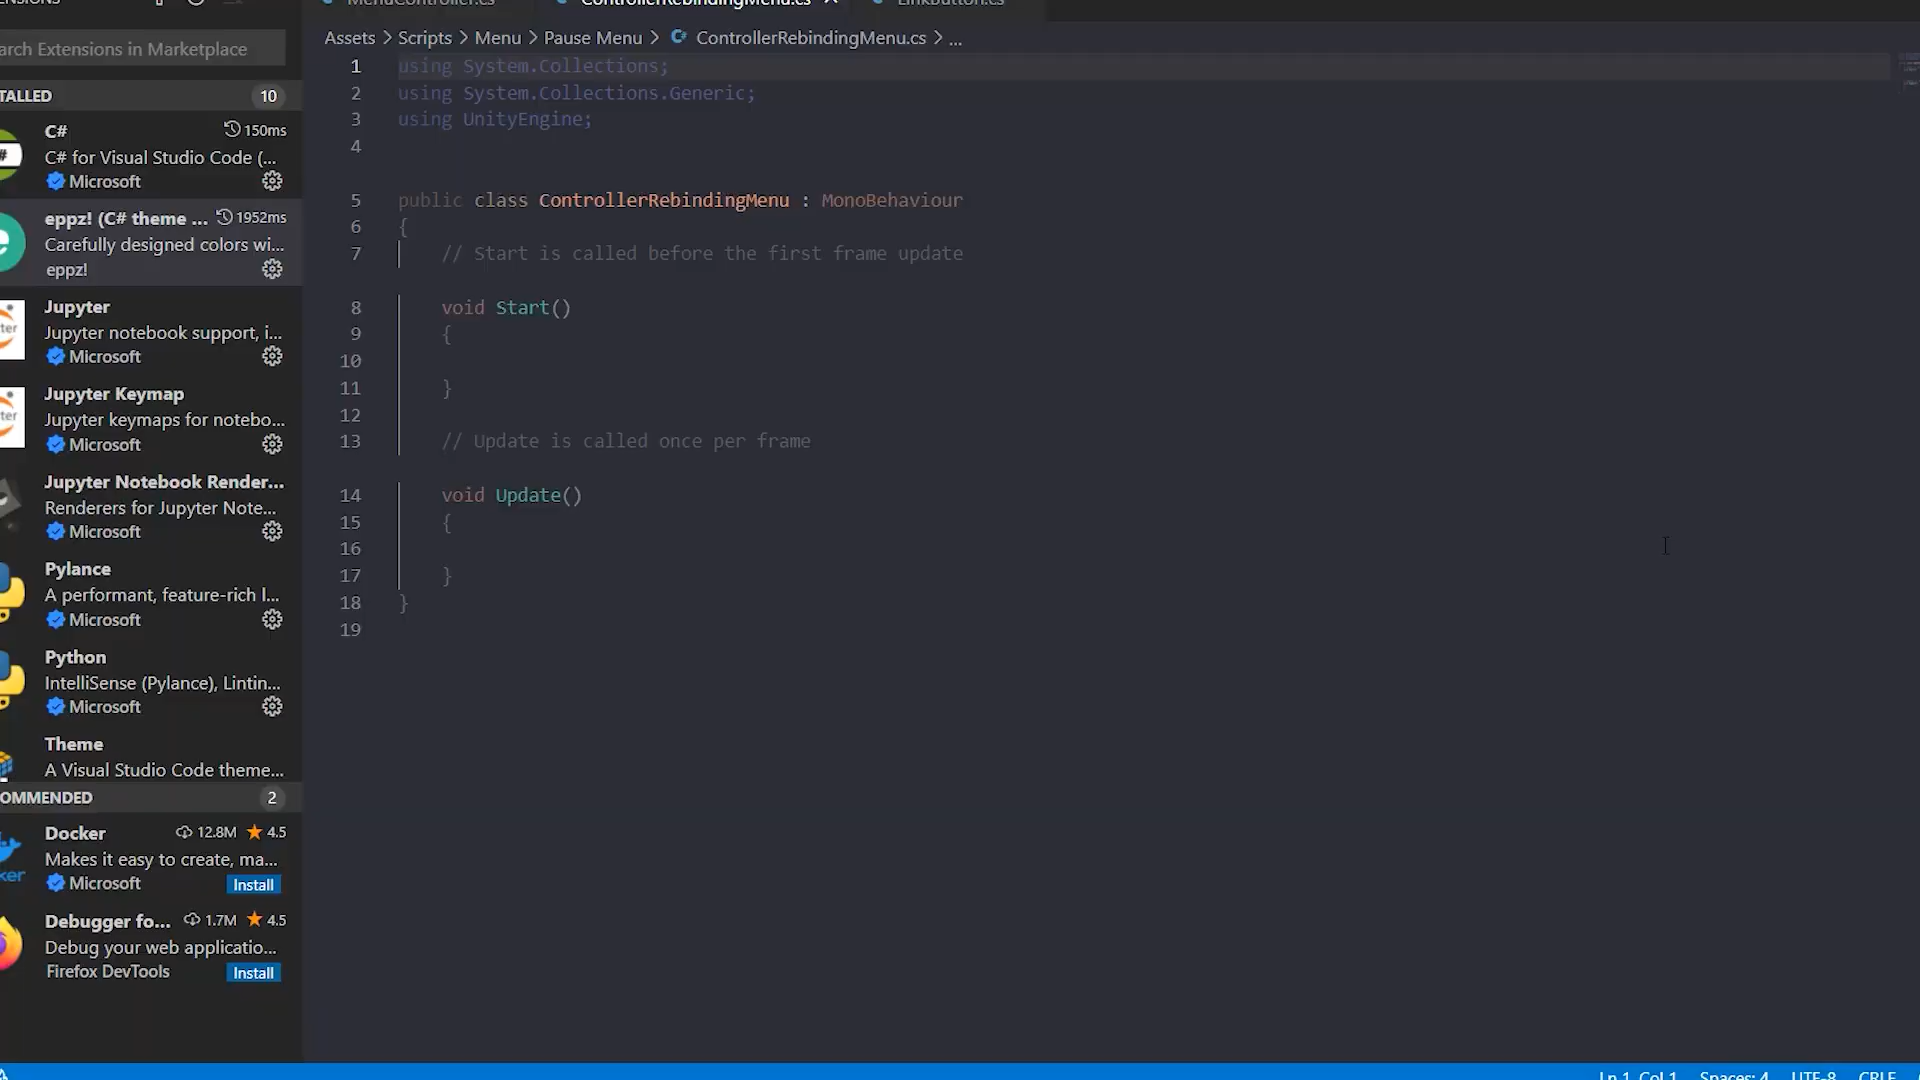 MenuController.cs ControllerRebindingMenu.cs LinkButton.cs
Assets > Scripts > Menu > Pause Menu > ControllerRebindingMenu.cs > ...
arch Extensions in Marketplace
TALLED 10
C# 150ms
C# for Visual Studio Code (...
Microsoft
eppz! (C# theme ... 1952ms
Carefully designed colors wi...
eppz!
Jupyter
Jupyter notebook support, i...
Microsoft
Jupyter Keymap
Jupyter keymaps for notebo...
Microsoft
Jupyter Notebook Render...
Renderers for Jupyter Note...
Microsoft
Pylance
A performant, feature-rich l...
Microsoft
Python
IntelliSense (Pylance), Lintin...
Microsoft
Theme
A Visual Studio Code theme...
OMMENDED 2
Docker 12.8M 4.5
Makes it easy to create, ma...
Microsoft Install
Debugger fo... 1.7M 4.5
Debug your web applicatio...
Firefox DevTools Install
1 using System.Collections;
2 using System.Collections.Generic;
3 using UnityEngine;
4
5 public class ControllerRebindingMenu : MonoBehaviour
6 {
7 // Start is called before the first frame update
8 void Start()
9 {
10
11 }
12
13 // Update is called once per frame
14 void Update()
15 {
16
17 }
18 }
19
Ln 1, Col 1 Spaces: 4 UTF-8 CRLF